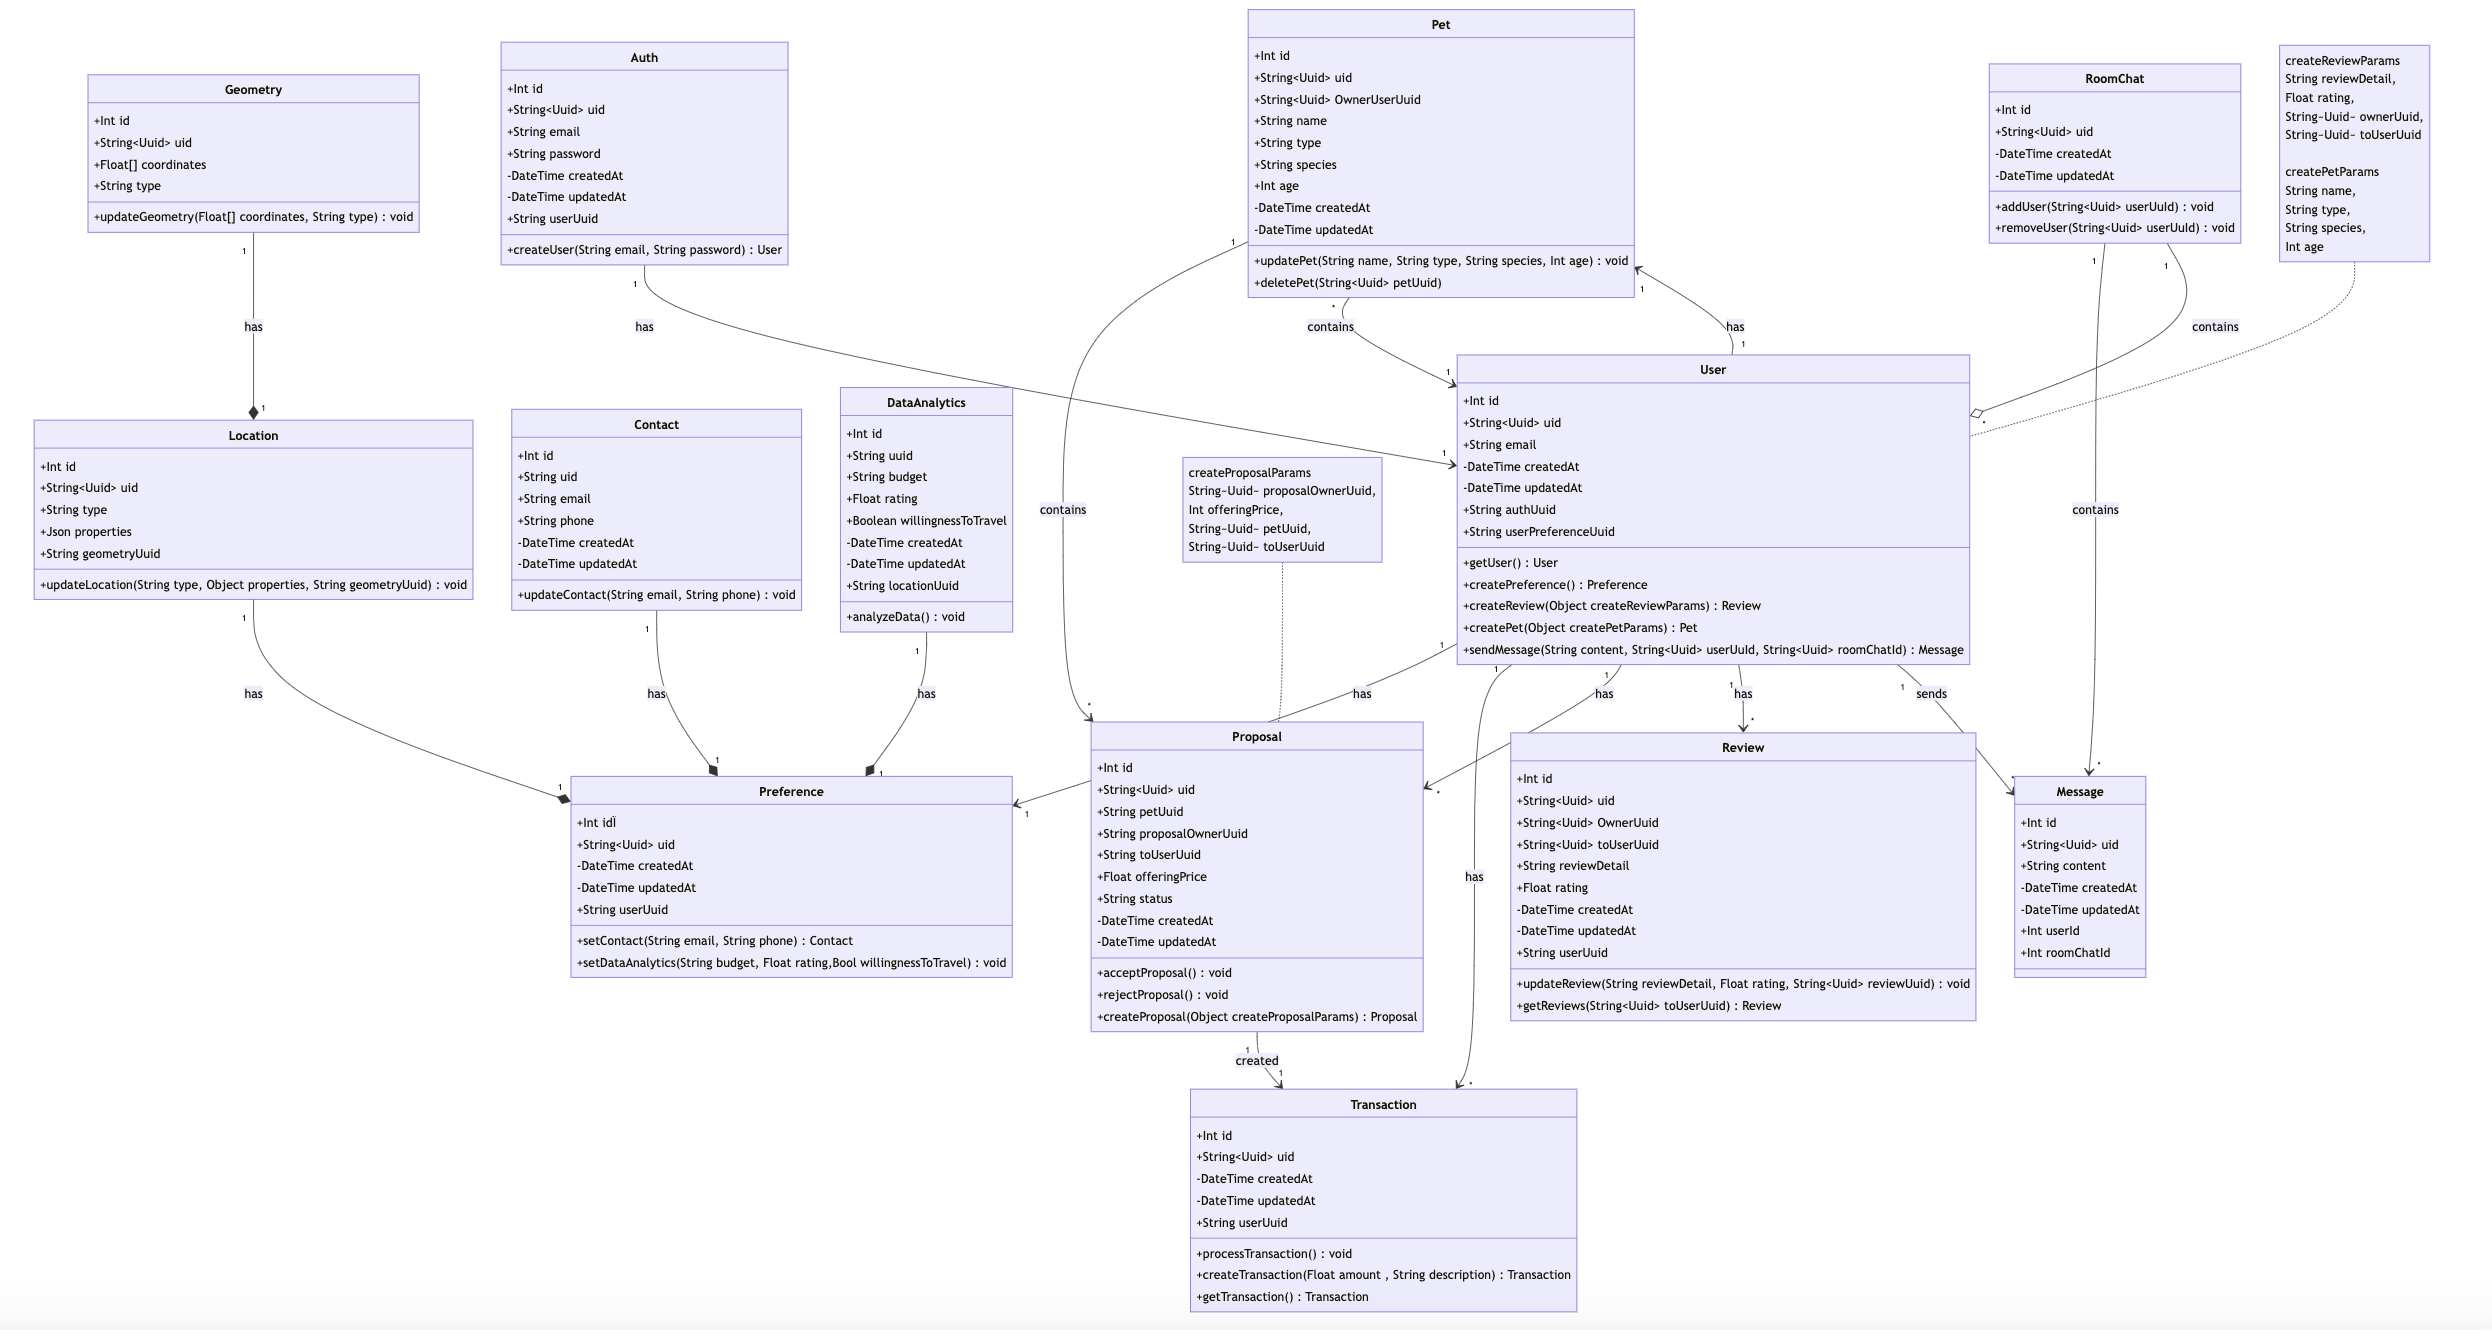 Pet
+Int id
+String<Uuid> uid
+String<Uuid> OwnerUserUuid
+String name
+String type
+String species
+Int age
-DateTime createdAt
-DateTime updatedAt
+updatePet(String name, String type, String species, Int age) : void
+deletePet(String<Uuid> petUuid)
Auth
+Int id
+String<Uuid> uid
+String email
+String password
-DateTime createdAt
-DateTime updatedAt
+String userUuid
+createUser(String email, String password) : User
Geometry
+Int id
+String<Uuid> uid
+Float[] coordinates
+String type
+updateGeometry(Float[] coordinates, String type) : void
RoomChat
+Int id
+String<Uuid> uid
-DateTime createdAt
-DateTime updatedAt
+addUser(String<Uuid> userUuId) : void
+removeUser(String<Uuid> userUuId) : void
createReviewParams
String reviewDetail,
Float rating,
String~Uuid~ ownerUuid,
String~Uuid~ toUserUuid
createPetParams
String name,
String type,
String species,
Int age
1
1
1
1
1
1
*
has
has
contains
has
contains
1
1
1
1
1
*
Location
+Int id
+String<Uuid> uid
+String type
+Json properties
+String geometryUuid
+updateLocation(String type, Object properties, String geometryUuid) : void
Contact
+Int id
+String uid
+String email
+String phone
-DateTime createdAt
-DateTime updatedAt
+updateContact(String email, String phone) : void
DataAnalytics
+Int id
+String uuid
+String budget
+Float rating
+Boolean willingnessToTravel
-DateTime createdAt
-DateTime updatedAt
+String locationUuid
+analyzeData() : void
contains
createProposalParams
String~Uuid~ proposalOwnerUuid,
Int offeringPrice,
String~Uuid~ petUuid,
String~Uuid~ toUserUuid
User
+Int id
+String<Uuid> uid
+String email
-DateTime createdAt
-DateTime updatedAt
+String authUuid
+String userPreferenceUuid
+getUser() : User
+createPreference() : Preference
+createReview(Object createReviewParams) : Review
+createPet(Object createPetParams) : Pet
+sendMessage(String content, String<Uuid> userUuId, String<Uuid> roomChatId) : Message
contains
1
1
1
1
1
1
1
1
has
has
has
has
has
has
sends
1
1
1
1
*
*
*
*
*
Preference
+Int idÏ
+String<Uuid> uid
-DateTime createdAt
-DateTime updatedAt
+String userUuid
+setContact(String email, String phone) : Contact
+setDataAnalytics(String budget, Float rating,Bool willingnessToTravel) : void
Proposal
+Int id
+String<Uuid> uid
+String petUuid
+String proposalOwnerUuid
+String toUserUuid
+Float offeringPrice
+String status
-DateTime createdAt
-DateTime updatedAt
+acceptProposal() : void
+rejectProposal() : void
+createProposal(Object createProposalParams) : Proposal
has
Review
+Int id
+String<Uuid> uid
+String<Uuid> OwnerUuid
+String<Uuid> toUserUuid
+String reviewDetail
+Float rating
-DateTime createdAt
-DateTime updatedAt
+String userUuid
+updateReview(String reviewDetail, Float rating, String<Uuid> reviewUuid) : void
+getReviews(String<Uuid> toUserUuid) : Review
Message
+Int id
+String<Uuid> uid
+String content
-DateTime createdAt
-DateTime updatedAt
+Int userId
+Int roomChatId
1
created
1
*
Transaction
+Int id
+String<Uuid> uid
-DateTime createdAt
-DateTime updatedAt
+String userUuid
+processTransaction() : void
+createTransaction(Float amount , String description) : Transaction
+getTransaction() : Transaction